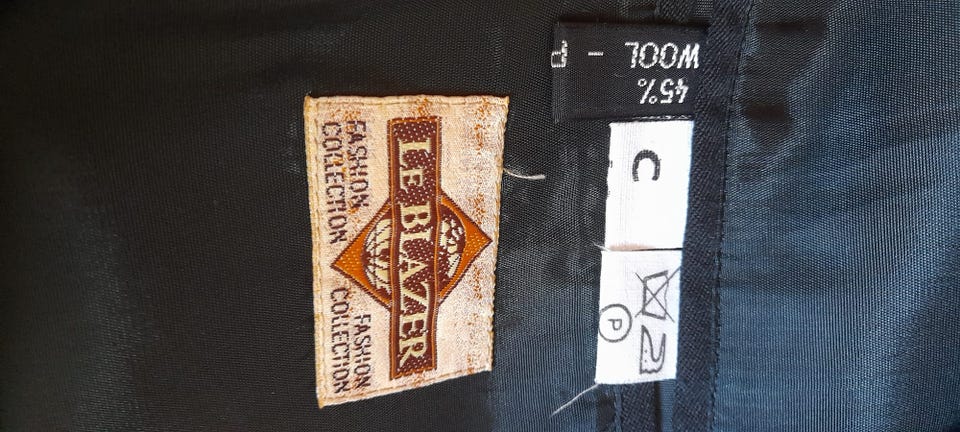 LE BLAZER
FASHION
COLLECTION
FASHION
COLLECTION
45%
WOOL - P
C
P